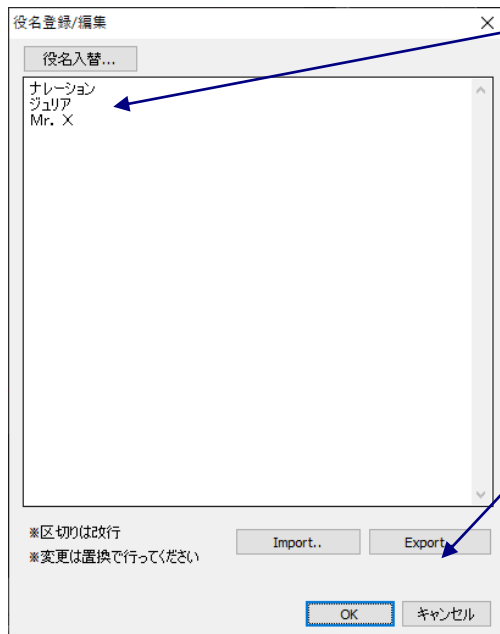 役名登録/編集
役名入替...
ナレーション
ジュリア
Mr. X
※区切りは改行
※変更は置換で行ってください
Import..
Export..
OK
キャンセル